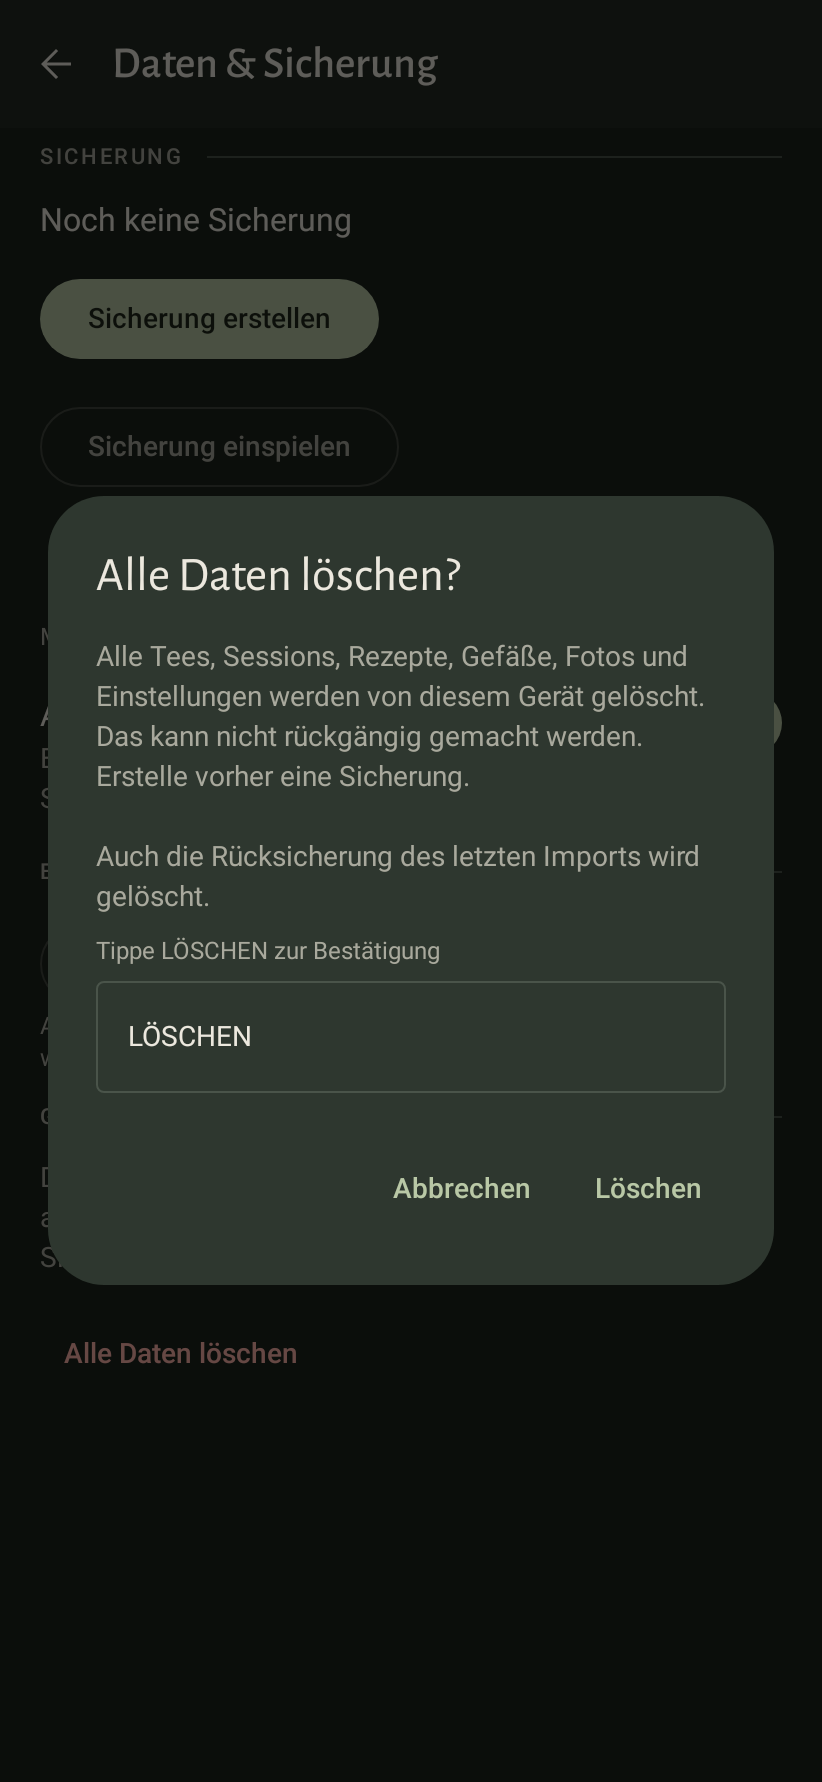 Daten & Sicherung
SICHERUNG
Noch keine Sicherung
Sicherung erstellen
Sicherung einspielen
Alle Daten löschen?
Alle Tees, Sessions, Rezepte, Gefäße, Fotos und
Einstellungen werden von diesem Gerät gelöscht.
Das kann nicht rückgängig gemacht werden.
Erstelle vorher eine Sicherung.
Auch die Rücksicherung des letzten Imports wird
gelöscht.
Tippe LÖSCHEN zur Bestätigung
LÖSCHEN
Abbrechen Löschen
Alle Daten löschen